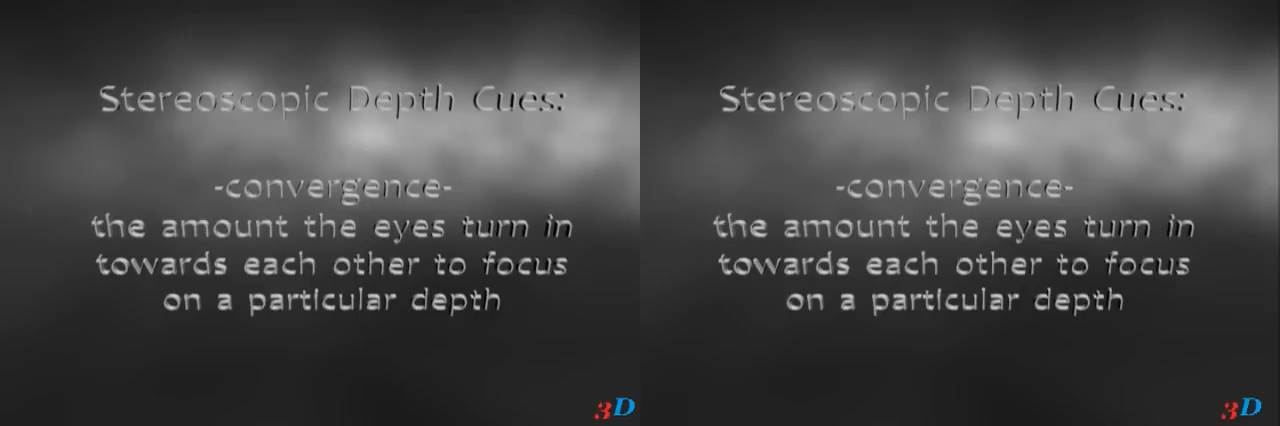 Stereoscopic Depth Cues:
-convergence-
the amount the eyes turn in
towards each other to focus
on a particular depth
3D
Stereoscopic Depth Cues:
-convergence-
the amount the eyes turn in
towards each other to focus
on a particular depth
3D